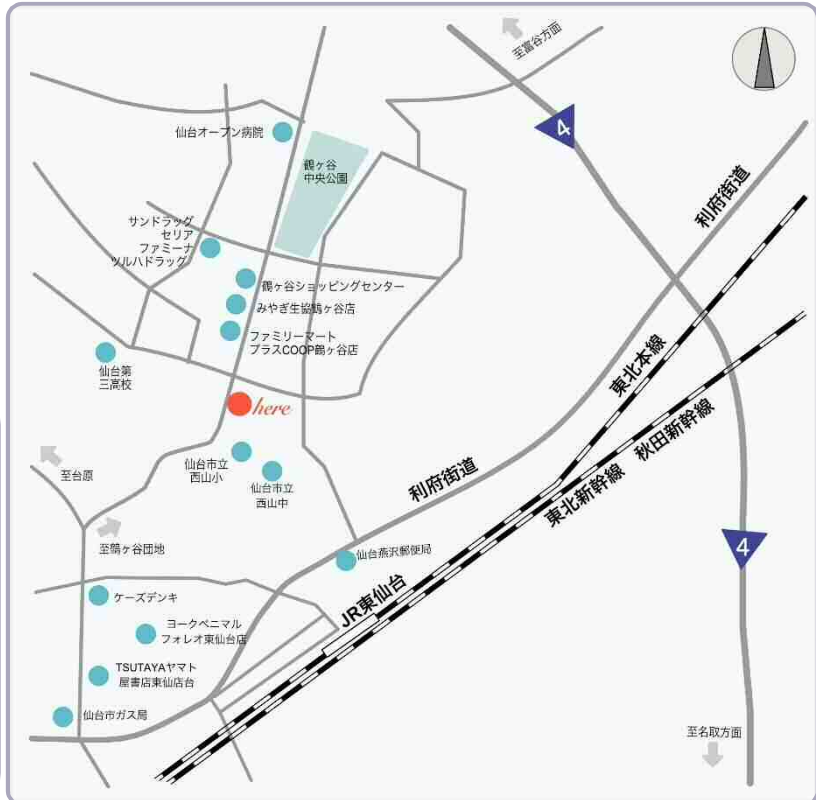 至富谷方面
4
仙台オープン病院
鶴ヶ谷
中央公園
利府街道
サンドラッグ
セリア
ファミーナ
ツルハドラッグ
鶴ヶ谷ショッピングセンター
みやぎ生協鶴ヶ谷店
ファミリーマート
プラスCOOP鶴ヶ谷店
東北本線
仙台第
三高校
here
秋田新幹線
東北新幹線
仙台市立
西山小
仙台市立
西山中
利府街道
至台原
至鶴ヶ谷団地
仙台燕沢郵便局
4
JR東仙台
ケーズデンキ
ヨークベニマル
フォレオ東仙台店
TSUTAYAヤマト
屋書店東仙店台
仙台市ガス局
至名取方面